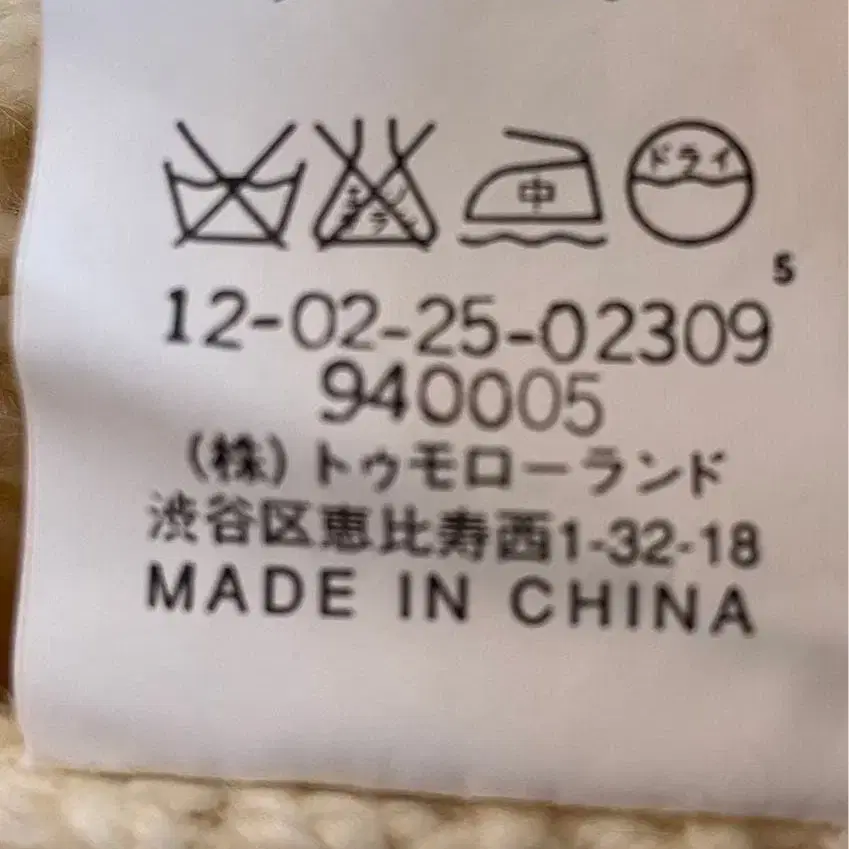 中 ドライ
5
12-02-25-02309
940005
(株)トゥモローランド
渋谷区恵比寿西1-32-18
MADE IN CHINA